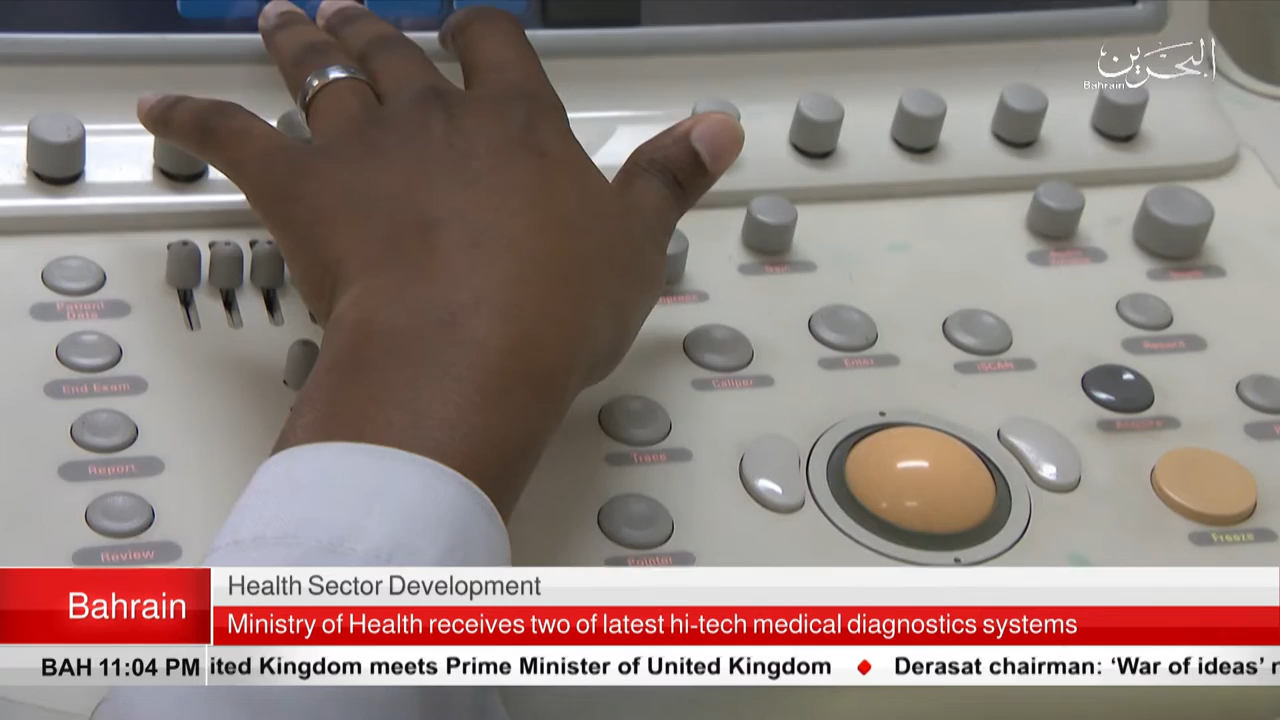 البحرين
Bahrain
Patient
Data
End Exam
Caliper
Enter
iSCAN
Record
Report
Trace
Review
Pointer
Freeze
Bahrain
Health Sector Development
Ministry of Health receives two of latest hi-tech medical diagnostics systems
BAH 11:04 PM
ited Kingdom meets Prime Minister of United Kingdom ♦ Derasat chairman: ‘War of ideas’